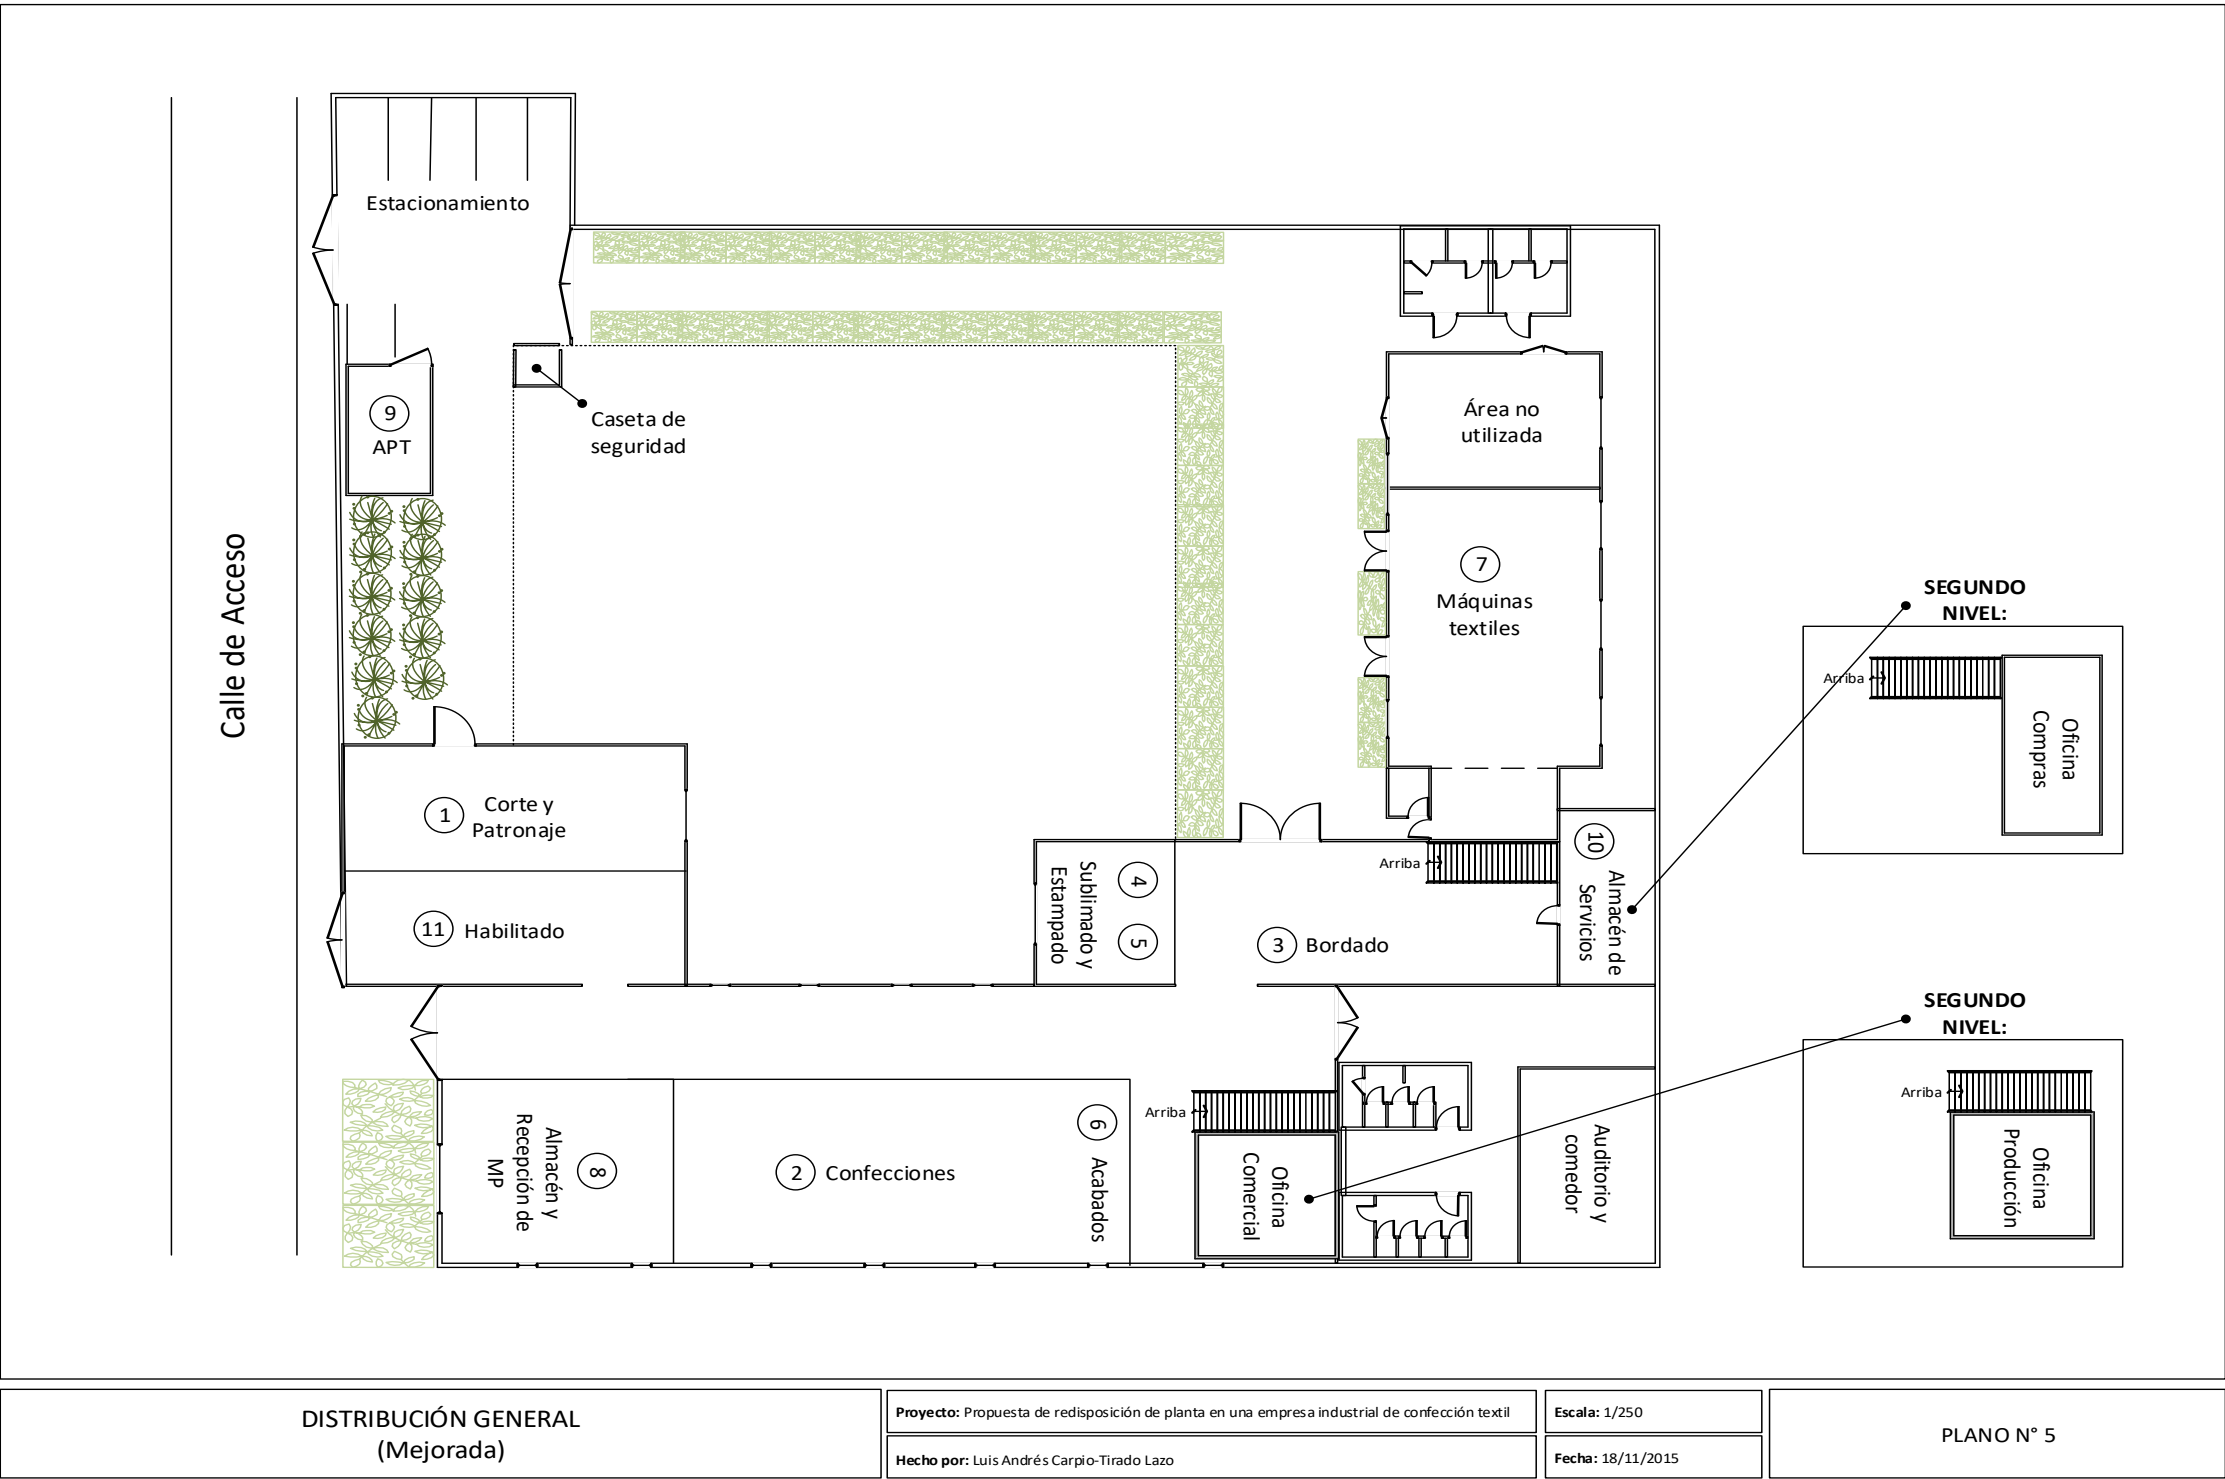 Estacionamiento
Caseta de
seguridad
9
APT
Área no
utilizada
Calle de Acceso
7
Máquinas
textiles
SEGUNDO
NIVEL:
Arriba
Oficina
Compras
1
Corte y
Patronaje
11 Habilitado
4
5
Sublimado y
Estampado
Arriba
3 Bordado
10
Almacén de
Servicios
SEGUNDO
NIVEL:
Arriba
Oficina
Producción
8
Almacén y
Recepción de
MP
2 Confecciones
6
Acabados
Arriba
Oficina
Comercial
Auditorio y
comedor
DISTRIBUCIÓN GENERAL
(Mejorada)
Proyecto: Propuesta de redisposición de planta en una empresa industrial de confección textil
Hecho por: Luis Andrés Carpio-Tirado Lazo
Escala: 1/250
Fecha: 18/11/2015
PLANO N° 5